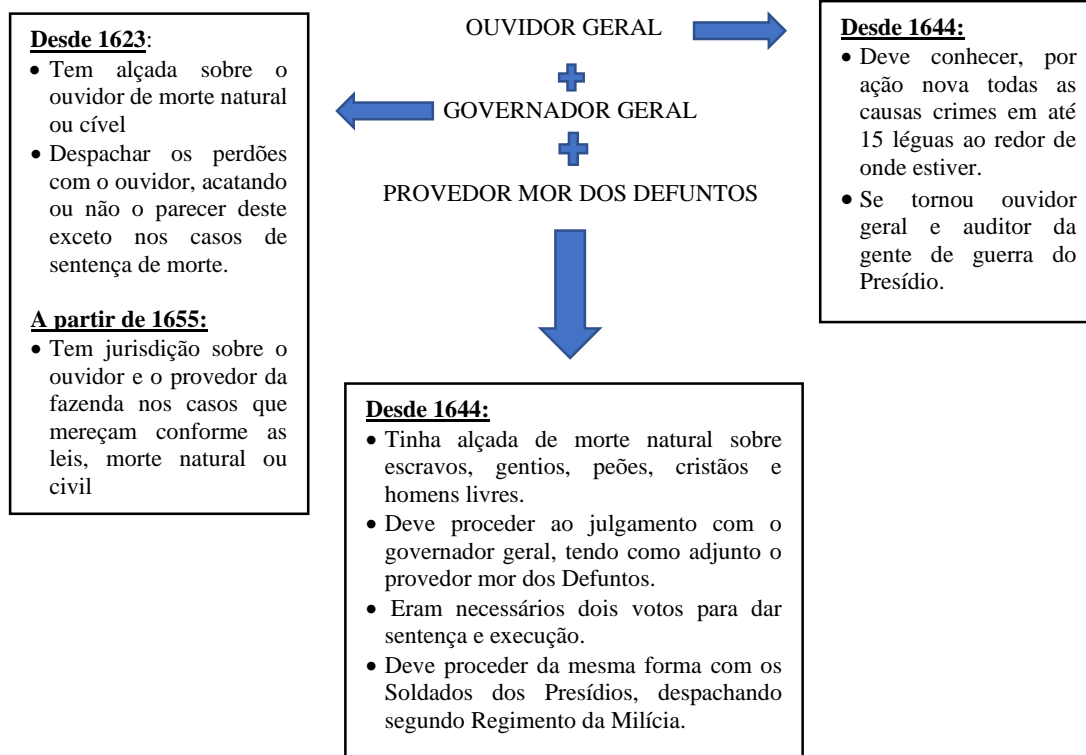 OUVIDOR GERAL
GOVERNADOR GERAL
PROVEDOR MOR DOS DEFUNTOS
Desde 1623:
• Tem alçada sobre o
ouvidor de morte natural
ou cível
• Despachar os perdões
com o ouvidor, acatando
ou não o parecer deste
exceto nos casos de
sentença de morte.
A partir de 1655:
• Tem jurisdição sobre o
ouvidor e o provedor da
fazenda nos casos que
mereçam conforme as
leis, morte natural ou
civil
Desde 1644:
• Deve conhecer, por
ação nova todas as
causas crimes em até
15 léguas ao redor de
onde estiver.
• Se tornou ouvidor
geral e auditor da
gente de guerra do
Presídio.
Desde 1644:
• Tinha alçada de morte natural sobre
escravos, gentios, peões, cristãos e
homens livres.
• Deve proceder ao julgamento com o
governador geral, tendo como adjunto o
provedor mor dos Defuntos.
• Eram necessários dois votos para dar
sentença e execução.
• Deve proceder da mesma forma com os
Soldados dos Presídios, despachando
segundo Regimento da Milícia.